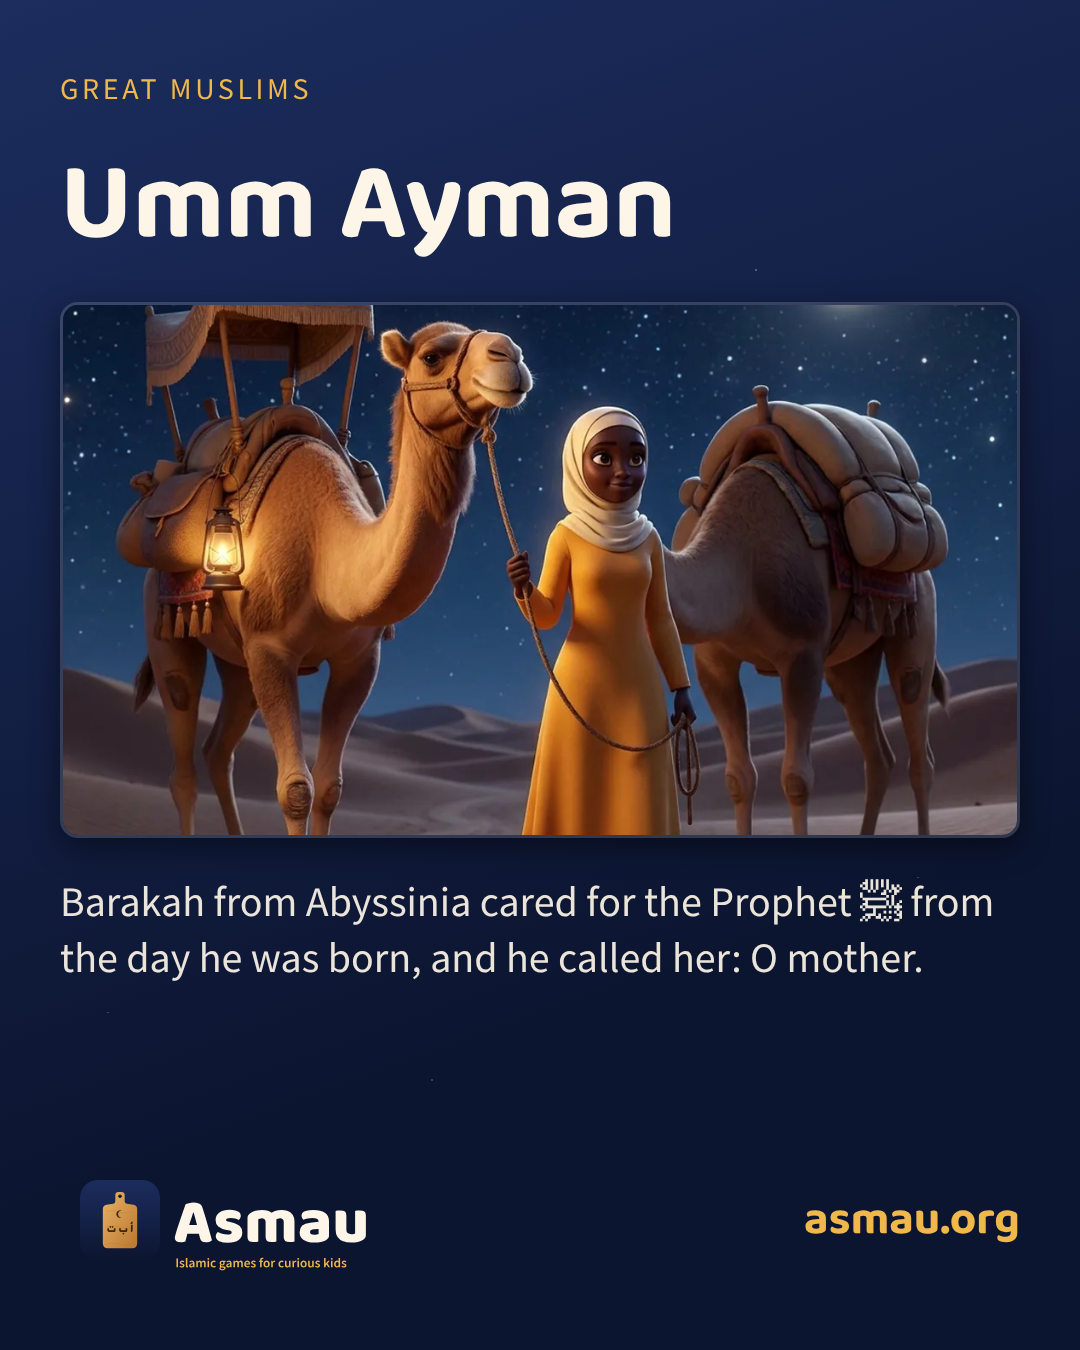 GREAT MUSLIMS
Umm Ayman
Barakah from Abyssinia cared for the Prophet ﷺ from
the day he was born, and he called her: O mother.
أ ب ت
Asmau
Islamic games for curious kids
asmau.org